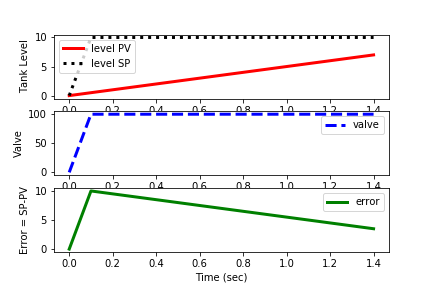 Tank Level
10
5
0
level PV
level SP
0.0 0.2 0.4 0.6 0.8 1.0 1.2 1.4
Valve
100
50
0
valve
0.0 0.2 0.4 0.6 0.8 1.0 1.2 1.4
Error = SP-PV
10
5
0
error
0.0 0.2 0.4 0.6 0.8 1.0 1.2 1.4
Time (sec)